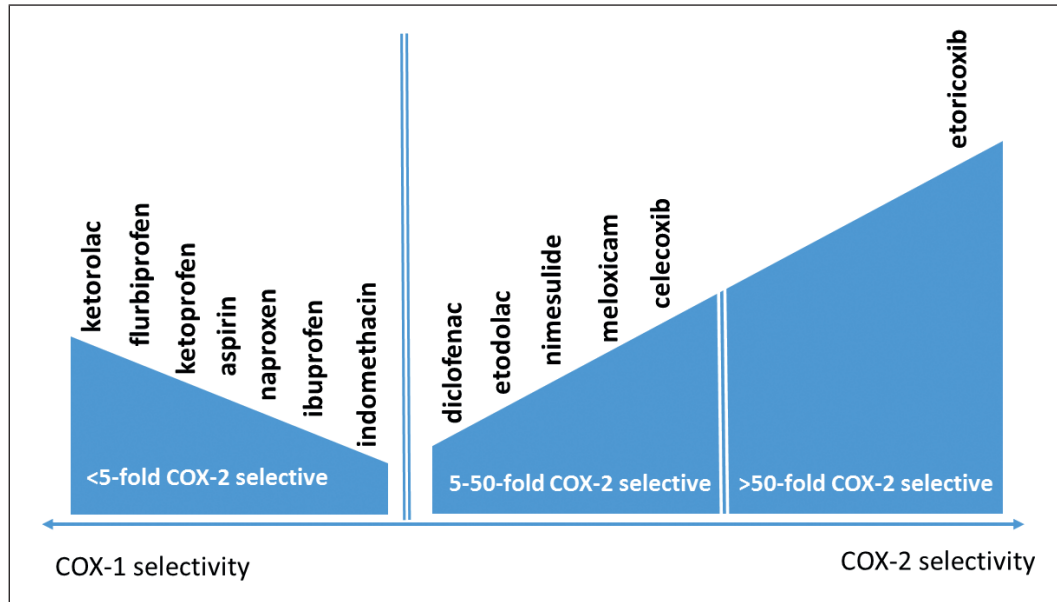 ketorolac
flurbiprofen
ketoprofen
aspirin
naproxen
ibuprofen
indomethacin
diclofenac
etodolac
nimesulide
meloxicam
celecoxib
etoricoxib
<5-fold COX-2 selective
5-50-fold COX-2 selective
>50-fold COX-2 selective
COX-1 selectivity
COX-2 selectivity